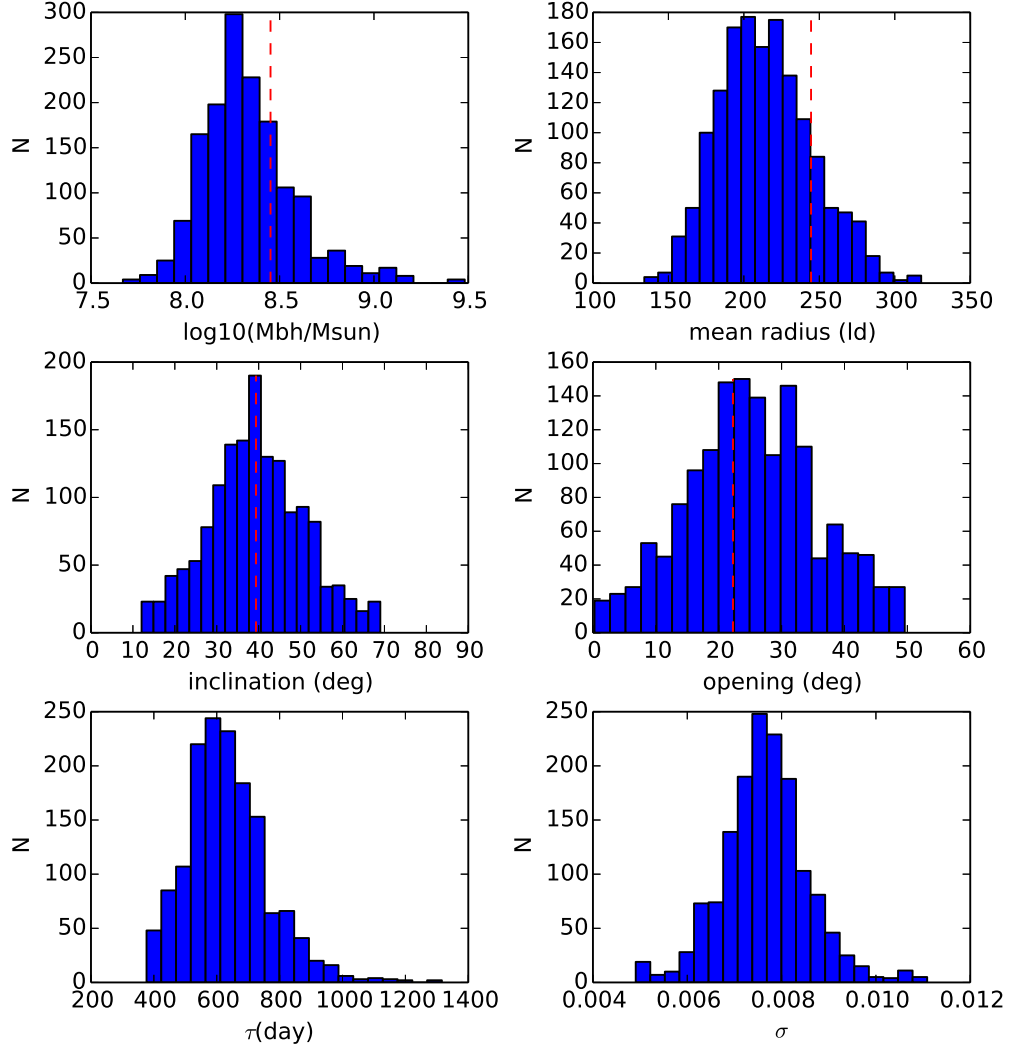 300
250
200
150
100
50
0
N
7.5 8.0 8.5 9.0 9.5
log10(Mbh/Msun)
180
160
140
120
100
80
60
40
20
0
N
100 150 200 250 300 350
mean radius (ld)
200
150
100
50
0
N
0 10 20 30 40 50 60 70 80 90
inclination (deg)
160
140
120
100
80
60
40
20
0
N
0 10 20 30 40 50 60
opening (deg)
250
200
150
100
50
0
N
200 400 600 800 1000 1200 1400
τ(day)
250
200
150
100
50
0
N
0.004 0.006 0.008 0.010 0.012
σ